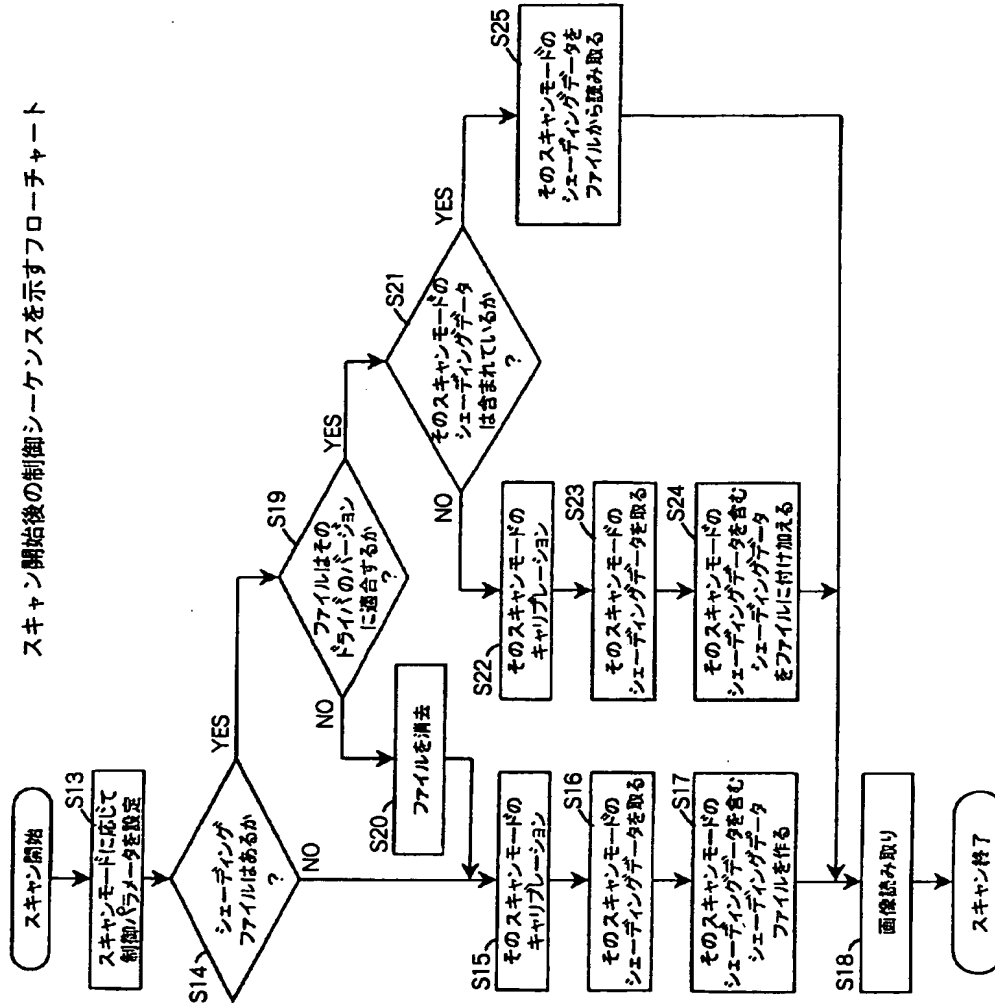 スキャン開始後の制御シーケンスを示すフローチャート
スキャン開始
S13
スキャンモードに応じて
制御パラメータを設定
S14
シェーディング
ファイルはあるか
?
YES
NO
S19
ファイルはその
ドライバのバージョン
に適合するか
?
YES
NO
S20
ファイルを消去
S21
そのスキャンモードの
シェーディングデータ
は含まれているか
?
YES
NO
S15
そのスキャンモードの
キャリブレーション
S16
そのスキャンモードの
シェーディングデータを取る
S17
そのスキャンモードの
シェーディングデータを含む
シェーディングデータ
ファイルを作る
S22
そのスキャンモードの
キャリブレーション
S23
そのスキャンモードの
シェーディングデータを取る
S24
そのスキャンモードの
シェーディングデータを含む
シェーディングデータ
をファイルに付け加える
S25
そのスキャンモードの
シェーディングデータを
ファイルから読み取る
S18
画像読み取り
スキャン終了